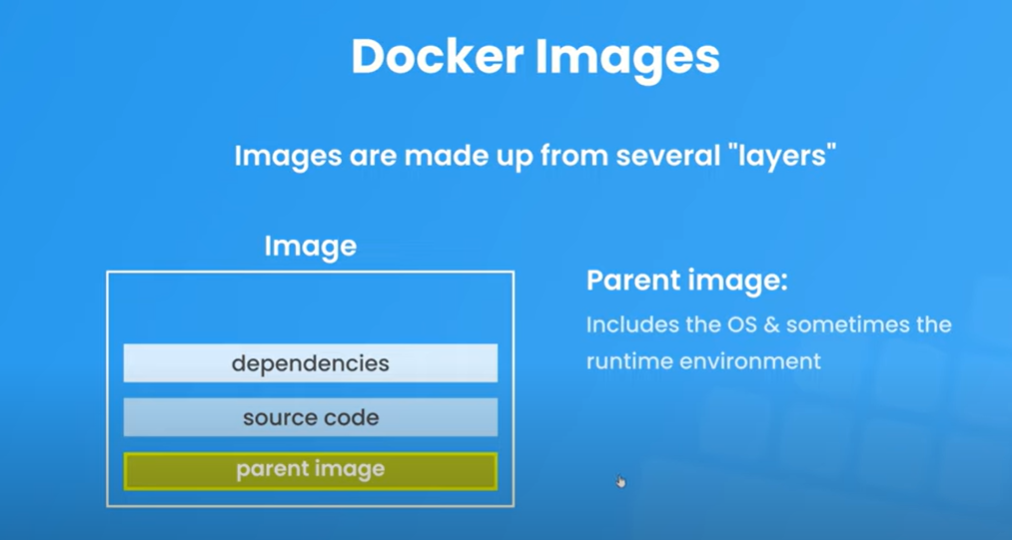 Docker Images
Images are made up from several "layers"
Image
dependencies
source code
parent image
Parent image:
Includes the OS & sometimes the
runtime environment